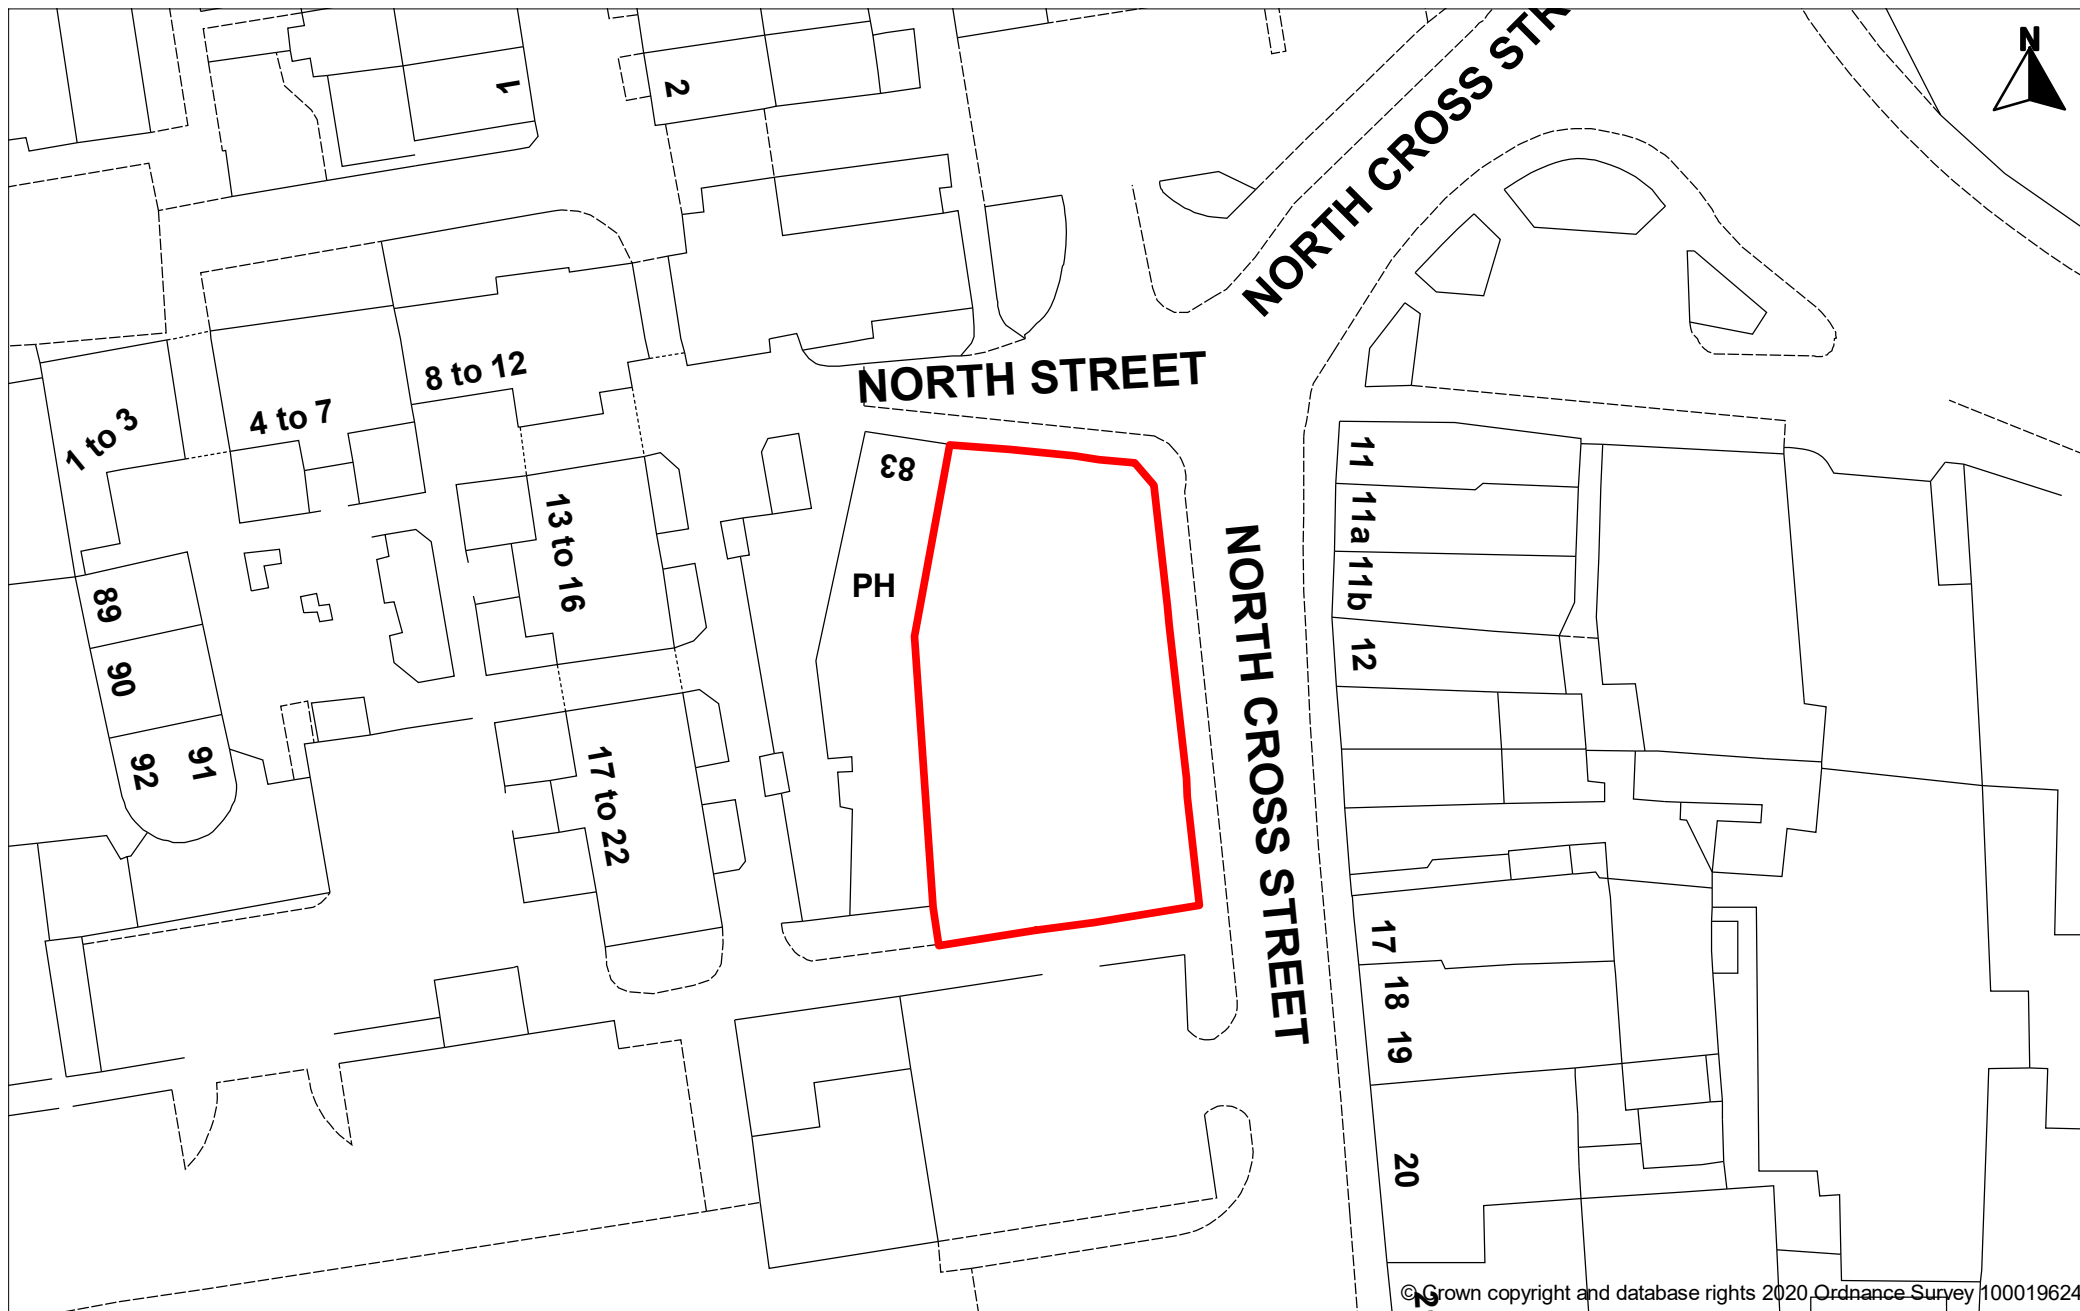 N
1
2
NORTH CROSS STR
NORTH STREET
8 to 12
4 to 7
1 to 3
83
11
11a
11b
12
13 to 16
PH
NORTH CROSS STREET
89
90
91
92
17 to 22
17
18
19
20
© Crown copyright and database rights 2020 Ordnance Survey 100019624